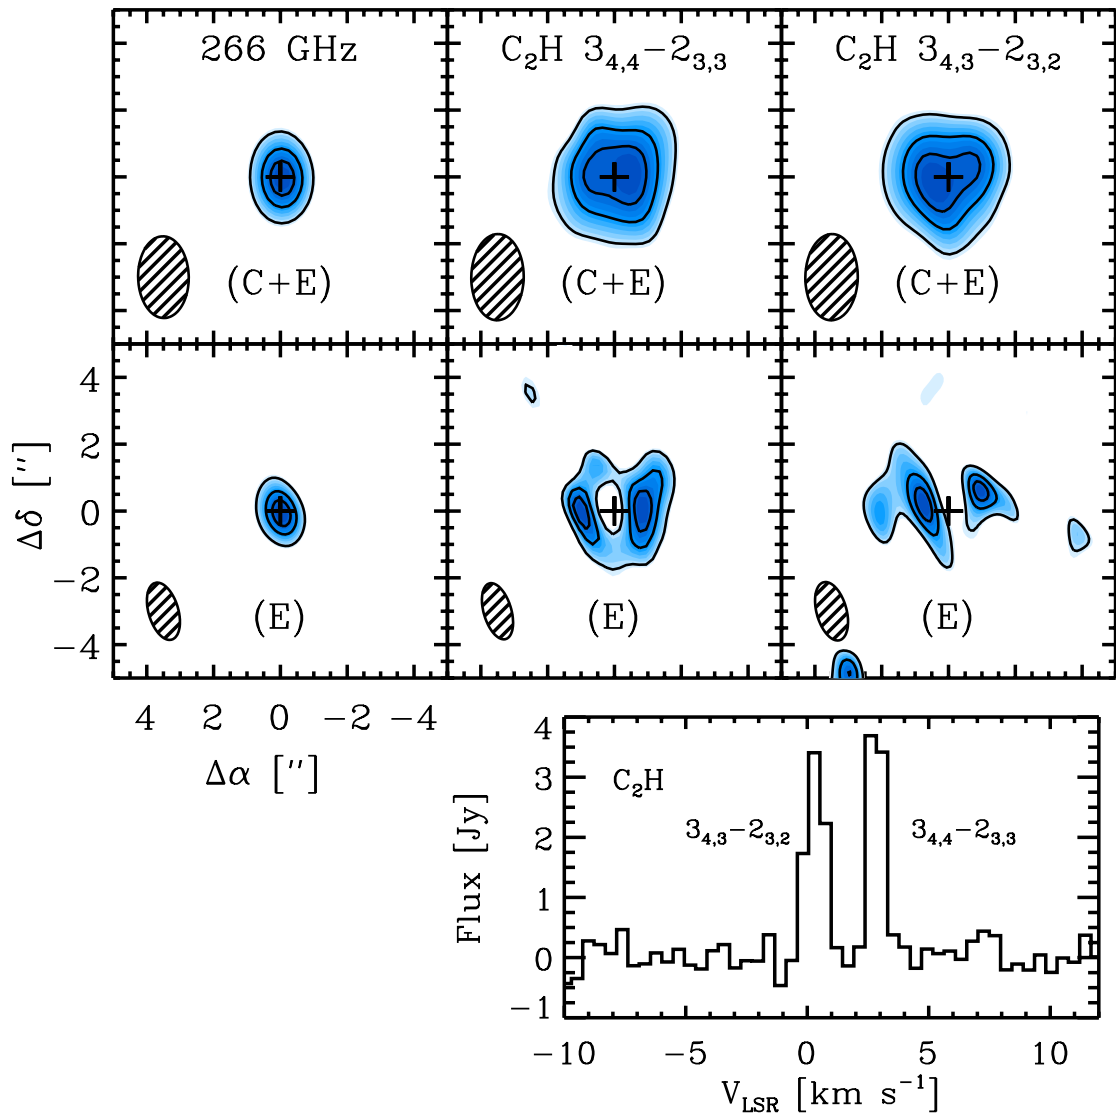 266 GHz
C₂H 3₄,₄−2₃,₃
C₂H 3₄,₃−2₃,₂
(C+E)
(C+E)
(C+E)
4
2
0
−2
−4
Δδ [″]
(E)
(E)
(E)
4 2 0 −2 −4
Δα [″]
4
3
2
1
0
−1
Flux [Jy]
C₂H
3₄,₃−2₃,₂
3₄,₄−2₃,₃
−10 −5 0 5 10
V_LSR [km s⁻¹]